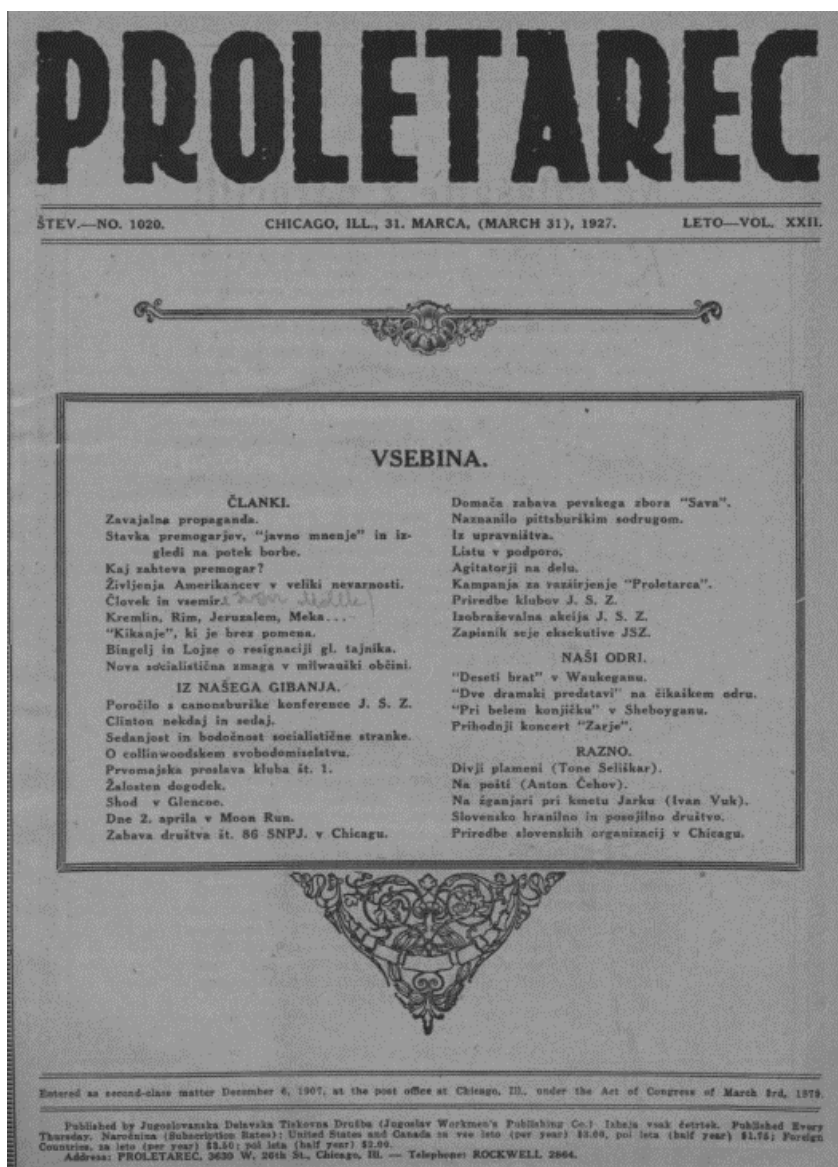 PROLETAREC
ŠTEV.—NO. 1020.
CHICAGO, ILL., 31. MARCA, (MARCH 31), 1927.
LETO—VOL. XXII.
VSEBINA.
ČLANKI.
Zavajalna propaganda.
Stavka premogarjev, "javno mnenje" in iz-
gledi na potek borbe.
Kaj zahteva premogar?
Življenja Amerikancev v veliki nevarnosti.
Človek in vsemir.
Kremlin, Rim, Jeruzalem, Meka...
"Kikanje", ki je brez pomena.
Bingelj in Lojze o resignaciji gl. tajnika.
Nova socialistična zmaga v milwauški občini.
IZ NAŠEGA GIBANJA.
Poročilo s canonsburške konference J. S. Z.
Clinton nekdaj in sedaj.
Sedanjost in bodočnost socialistične stranke.
O collinwoodskem svobodomiselstvu.
Prvomajska proslava kluba št. 1.
Žalosten dogodek.
Shod v Glencoe.
Dne 2. aprila v Moon Run.
Zabava društva št. 86 SNPJ. v Chicagu.
Domača zabava pevskega zbora "Sava".
Naznanilo pittsburškim sodrugom.
Iz upravništva.
Listu v podporo.
Agitatorji na delu.
Kampanja za razširjenje "Proletarca".
Priredbe klubov J. S. Z.
Izobraževalna akcija J. S. Z.
Zapisnik seje eksekutive JSZ.
NAŠI ODRI.
"Deseti brat" v Waukeganu.
"Dve dramski predstavi" na čikaškem odru.
"Pri belem konjičku" v Sheboyganu.
Prihodnji koncert "Zarje".
RAZNO.
Divji plameni (Tone Seliškar).
Na pošti (Anton Čehov).
Na žganjari pri kmetu Jarku (Ivan Vuk).
Slovensko hranilno in posojilno društvo.
Priredbe slovenskih organizacij v Chicagu.
Entered as second-class matter December 6, 1907, at the post office at Chicago, Ill., under the Act of Congress of March 3rd, 1879.
Published by Jugoslovanska Delavska Tiskovna Družba (Jugoslav Workmen's Publishing Co.) Izhaja vsak četrtek. Published Every
Thursday. Naročnina (Subscription Rates): United States and Canada za vse leto (per year) $3.00, pol leta (half year) $1.75; Foreign
Countries, za leto (per year) $3.50; pol leta (half year) $2.00.
Address: PROLETAREC, 3639 W. 26th St., Chicago, Ill. — Telephone: ROCKWELL 2864.